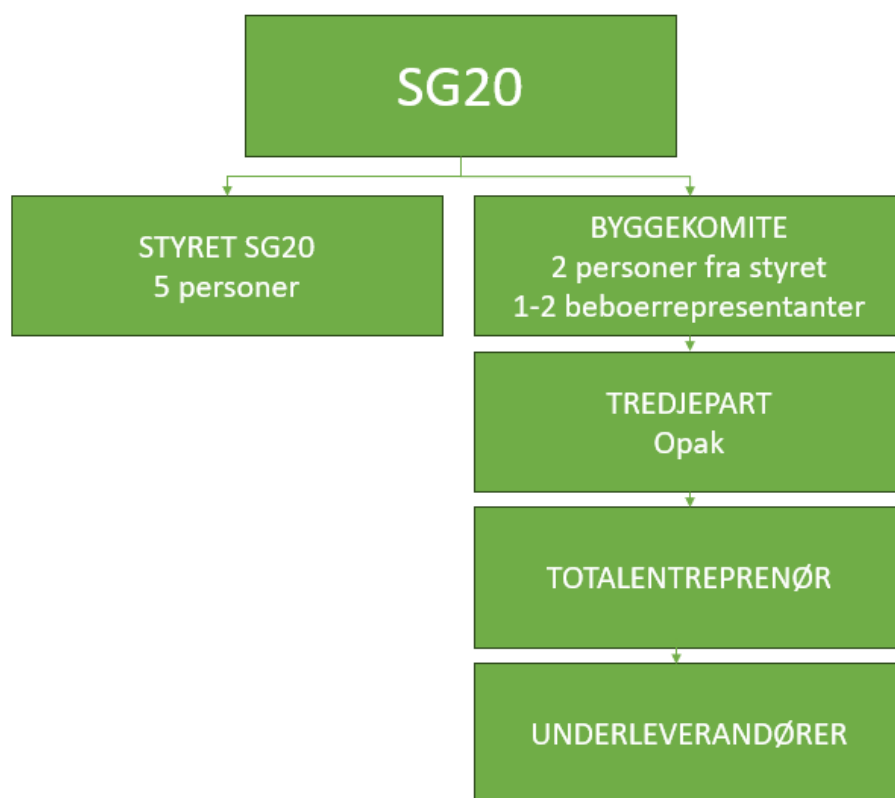 SG20
STYRET SG20
5 personer
BYGGEKOMITE
2 personer fra styret
1-2 beboerrepresentanter
TREDJEPART
Opak
TOTALENTREPRENØR
UNDERLEVERANDØRER